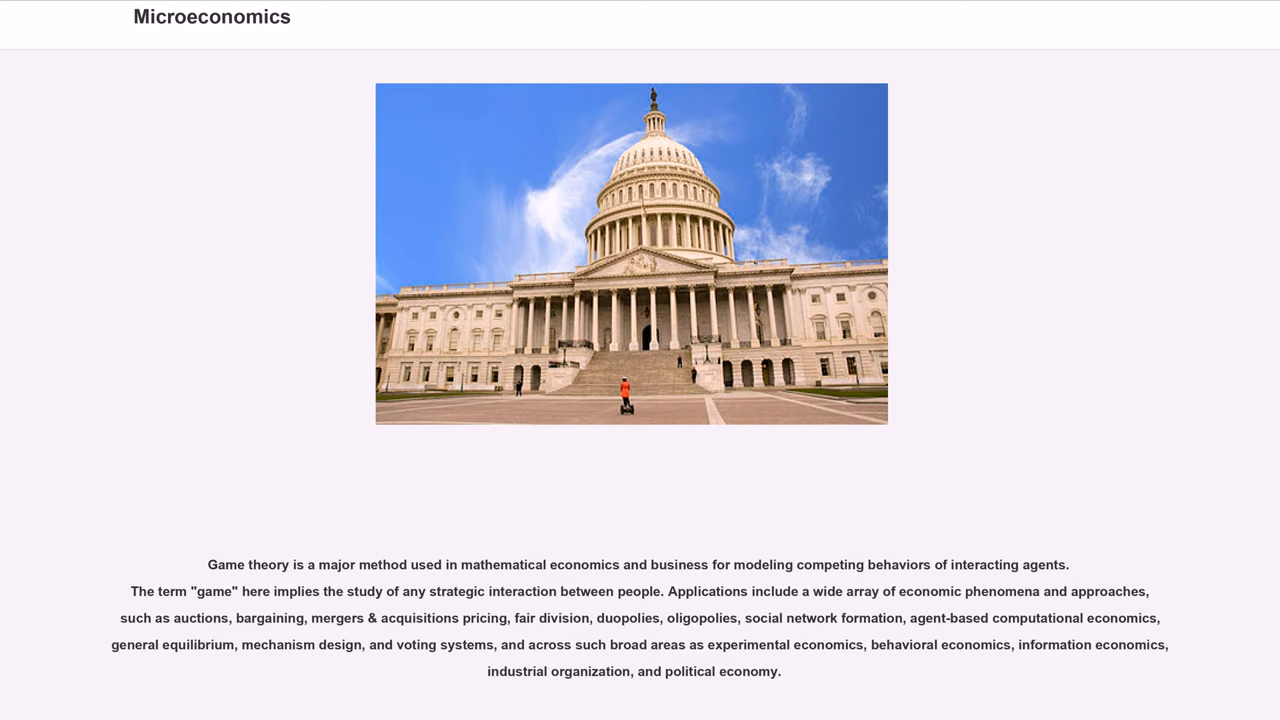 Microeconomics
Game theory is a major method used in mathematical economics and business for modeling competing behaviors of interacting agents.
The term "game" here implies the study of any strategic interaction between people. Applications include a wide array of economic phenomena and approaches,
such as auctions, bargaining, mergers & acquisitions pricing, fair division, duopolies, oligopolies, social network formation, agent-based computational economics,
general equilibrium, mechanism design, and voting systems, and across such broad areas as experimental economics, behavioral economics, information economics,
industrial organization, and political economy.